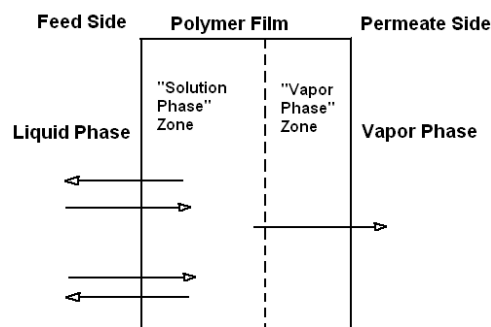 Feed Side Polymer Film Permeate Side
"Solution
Phase"
Zone
"Vapor
Phase"
Zone
Liquid Phase
Vapor Phase